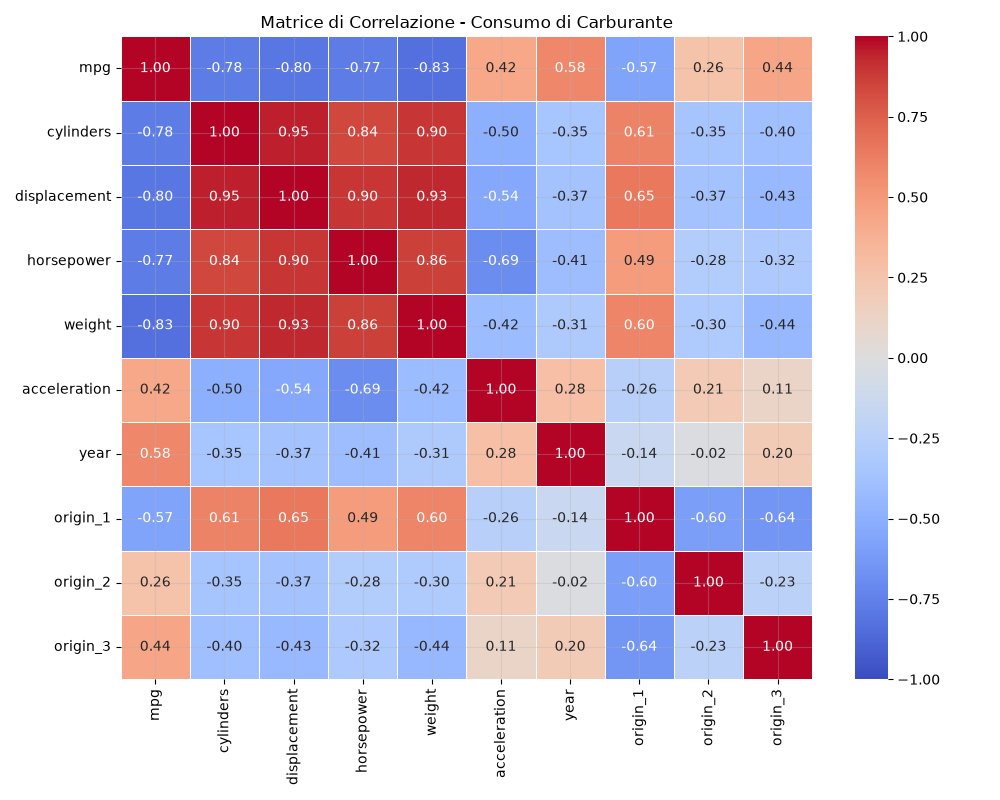 Matrice di Correlazione - Consumo di Carburante
mpg 1.00 -0.78 -0.80 -0.77 -0.83 0.42 0.58 -0.57 0.26 0.44
cylinders -0.78 1.00 0.95 0.84 0.90 -0.50 -0.35 0.61 -0.35 -0.40
displacement -0.80 0.95 1.00 0.90 0.93 -0.54 -0.37 0.65 -0.37 -0.43
horsepower -0.77 0.84 0.90 1.00 0.86 -0.69 -0.41 0.49 -0.28 -0.32
weight -0.83 0.90 0.93 0.86 1.00 -0.42 -0.31 0.60 -0.30 -0.44
acceleration 0.42 -0.50 -0.54 -0.69 -0.42 1.00 0.28 -0.26 0.21 0.11
year 0.58 -0.35 -0.37 -0.41 -0.31 0.28 1.00 -0.14 -0.02 0.20
origin_1 -0.57 0.61 0.65 0.49 0.60 -0.26 -0.14 1.00 -0.60 -0.64
origin_2 0.26 -0.35 -0.37 -0.28 -0.30 0.21 -0.02 -0.60 1.00 -0.23
origin_3 0.44 -0.40 -0.43 -0.32 -0.44 0.11 0.20 -0.64 -0.23 1.00
mpg cylinders displacement horsepower weight acceleration year origin_1 origin_2 origin_3
1.00
0.75
0.50
0.25
0.00
−0.25
−0.50
−0.75
−1.00